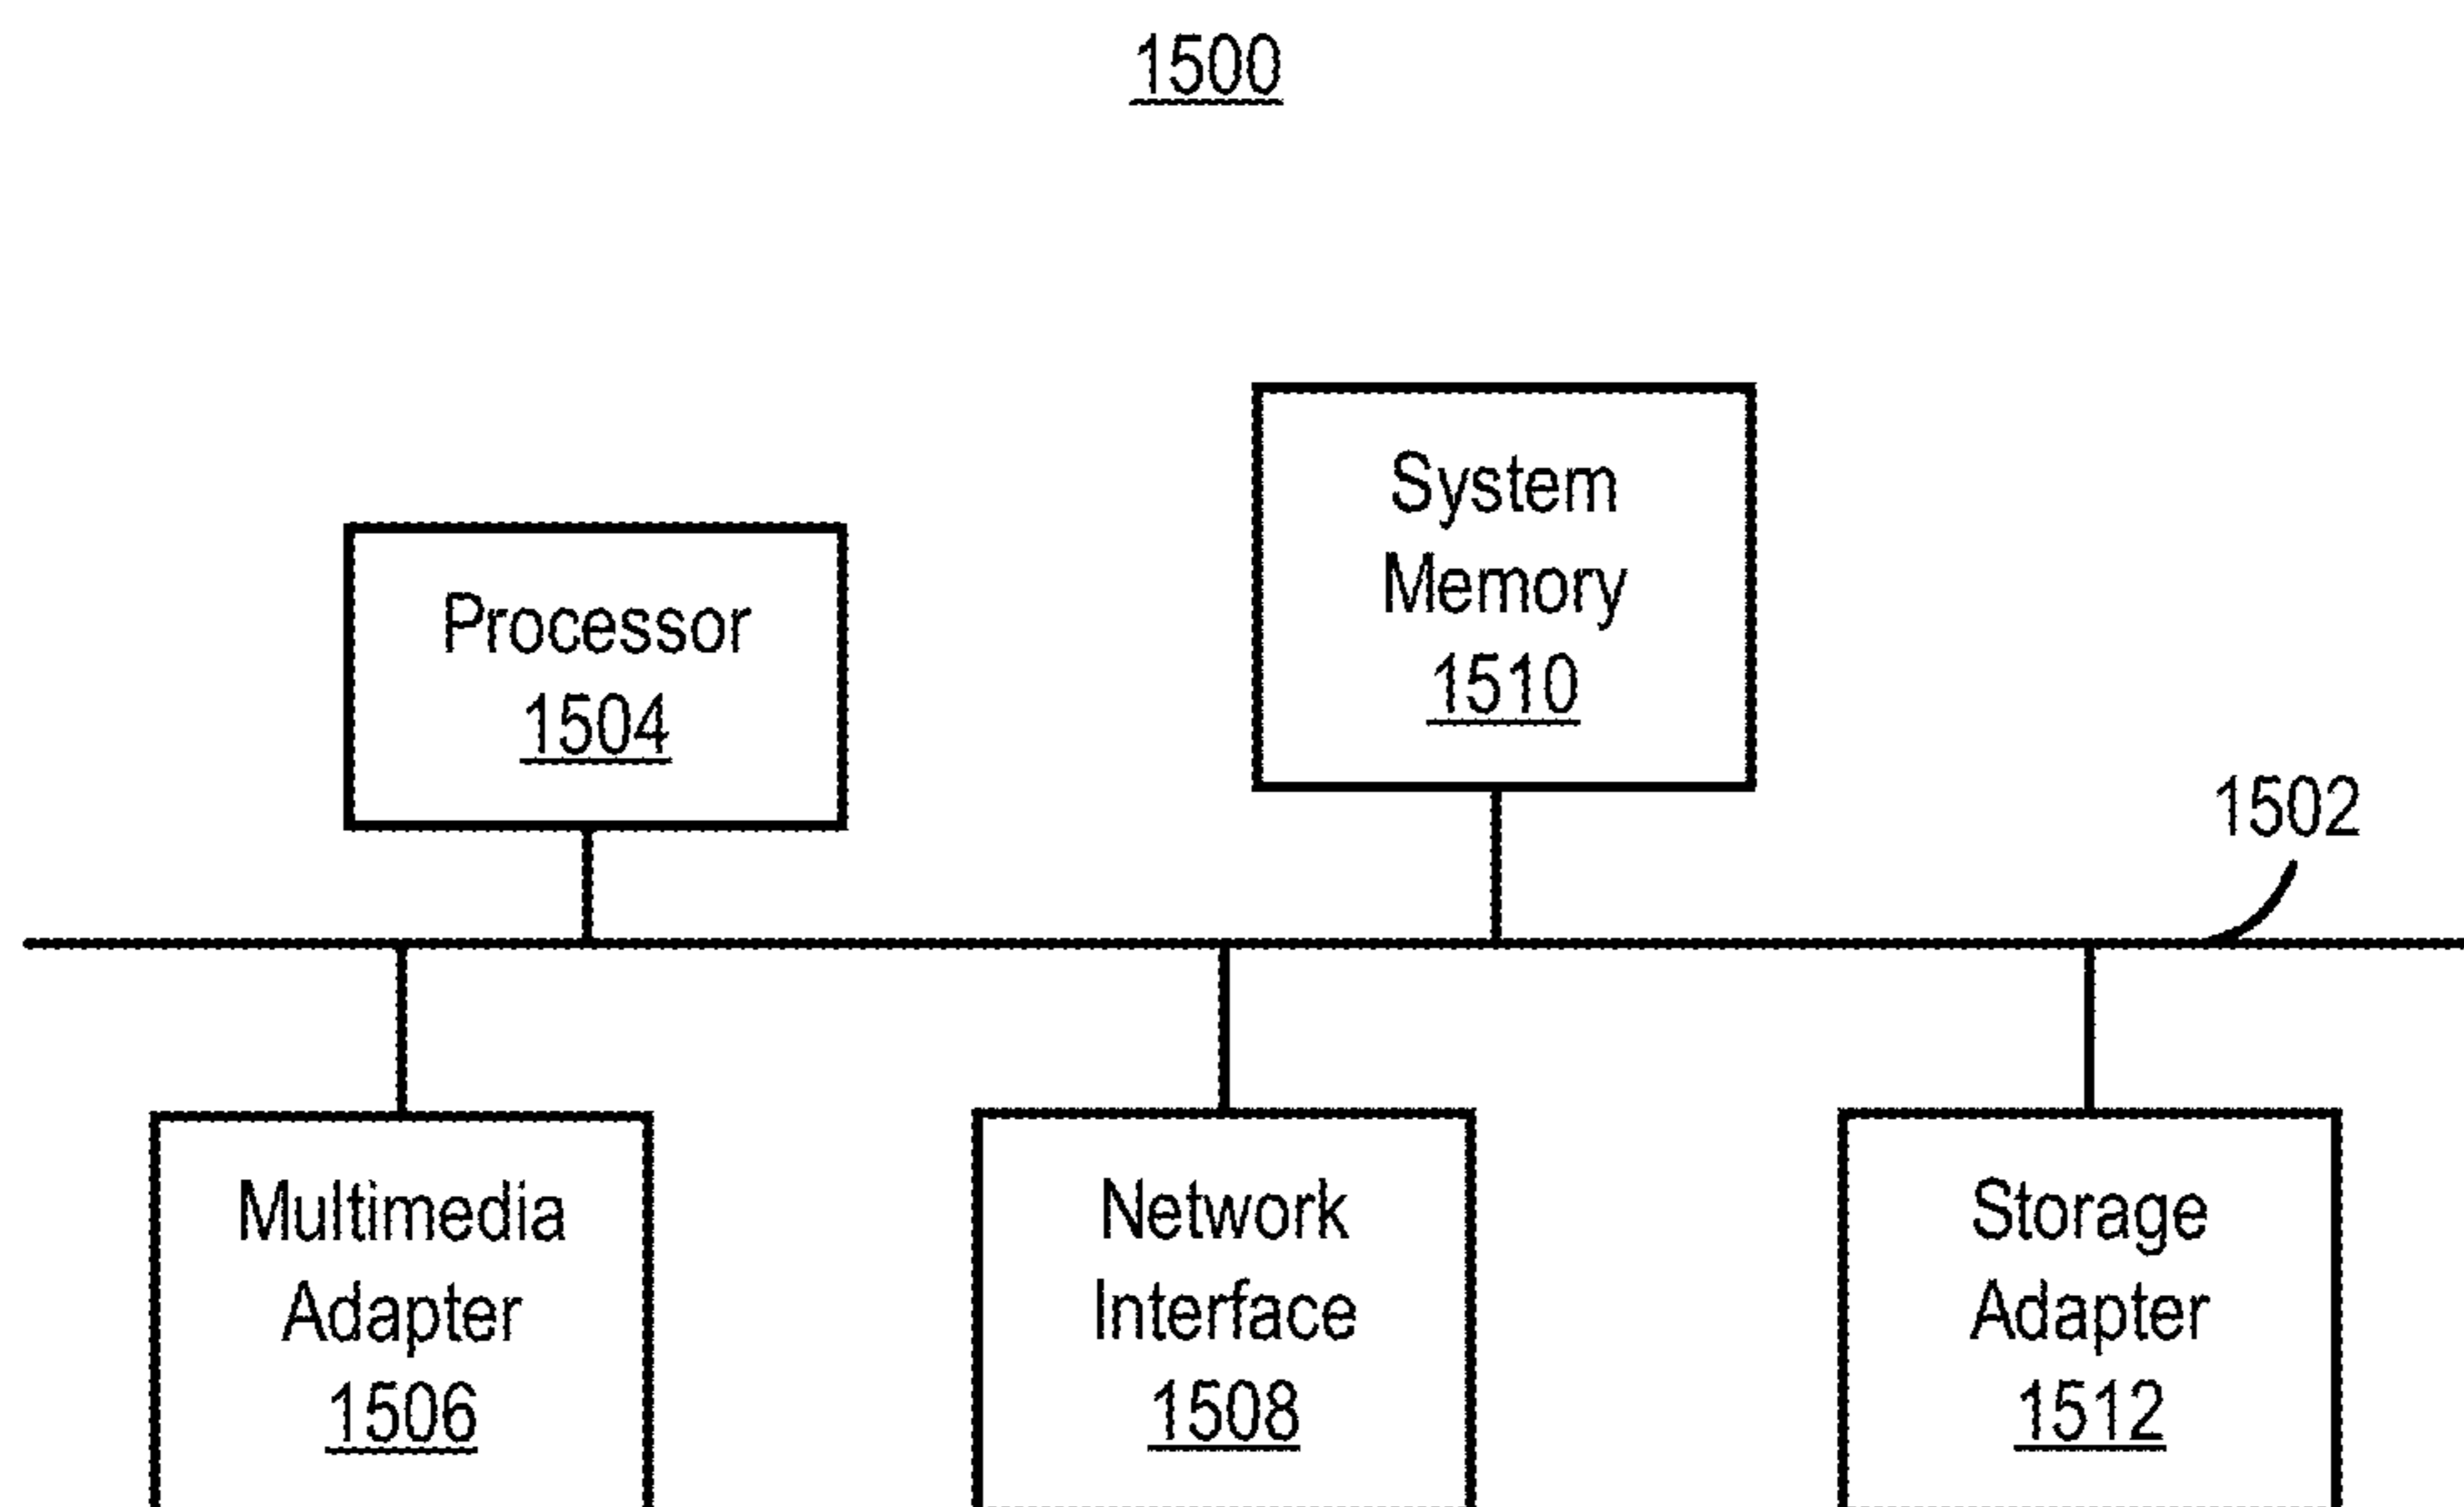 1500
System
Memory
1510
Processor
1504
1502
Multimedia
Adapter
1506
Network
Interface
1508
Storage
Adapter
1512